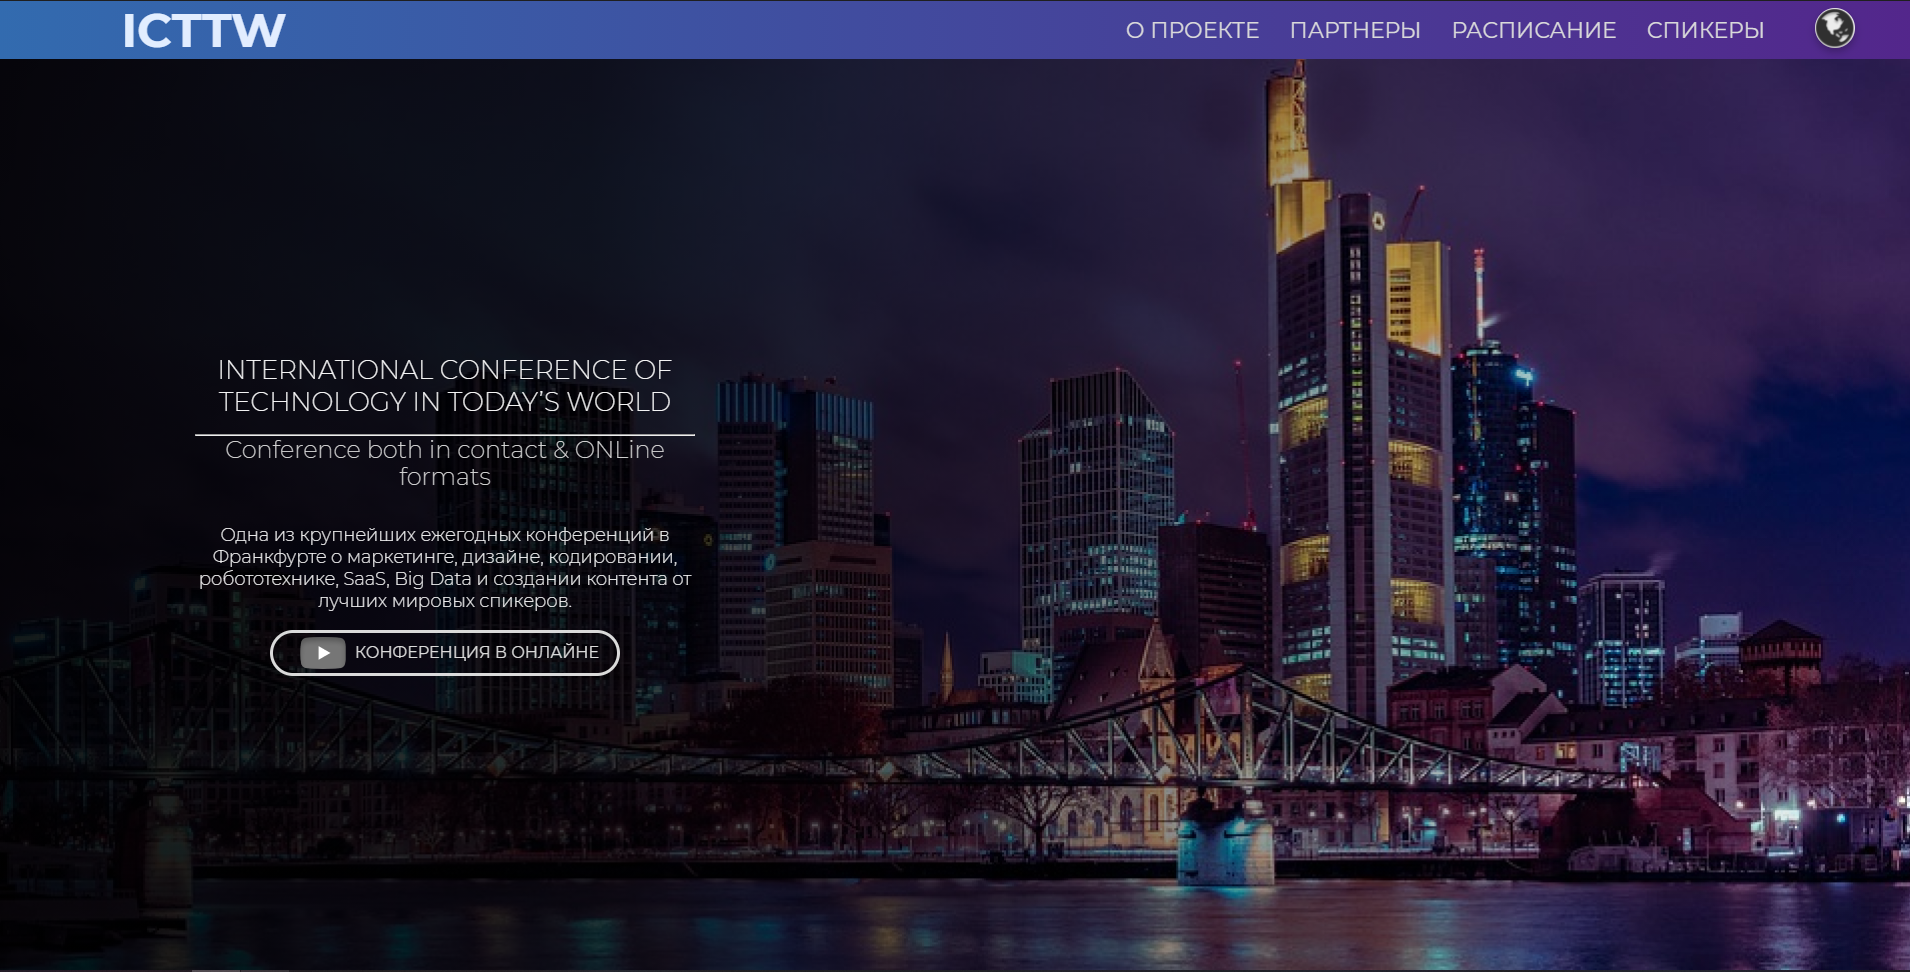 ICTTW
О ПРОЕКТЕ ПАРТНЕРЫ РАСПИСАНИЕ СПИКЕРЫ
INTERNATIONAL CONFERENCE OF
TECHNOLOGY IN TODAY'S WORLD
Conference both in contact & ONLine
formats
Одна из крупнейших ежегодных конференций в
Франкфурте о маркетинге, дизайне, кодировании,
робототехнике, SaaS, Big Data и создании контента от
лучших мировых спикеров.
КОНФЕРЕНЦИЯ В ОНЛАЙНЕ